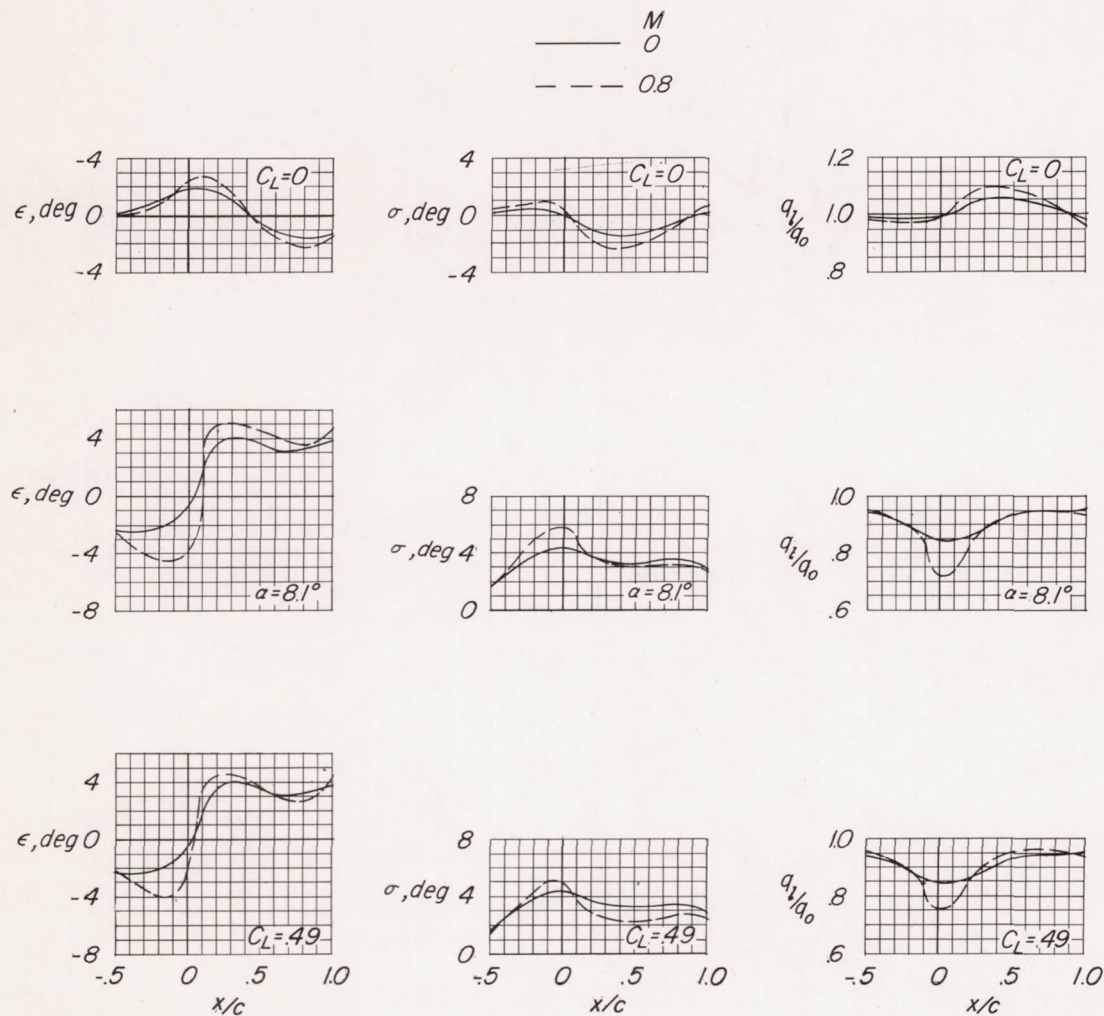 M
0
0.8
-4
ϵ, deg 0
-4
C_L=0
4
σ, deg 0
-4
C_L=0
1.2
q_l/q_0 1.0
.8
C_L=0
4
ϵ, deg 0
-4
-8
α=8.1°
8
σ, deg 4
0
α=8.1°
1.0
q_l/q_0 .8
.6
α=8.1°
4
ϵ, deg 0
-4
-8
C_L=.49
-.5 0 .5 1.0
x/c
8
σ, deg 4
0
C_L=.49
-.5 0 .5 1.0
x/c
1.0
q_l/q_0 .8
.6
C_L=.49
-.5 0 .5 1.0
x/c